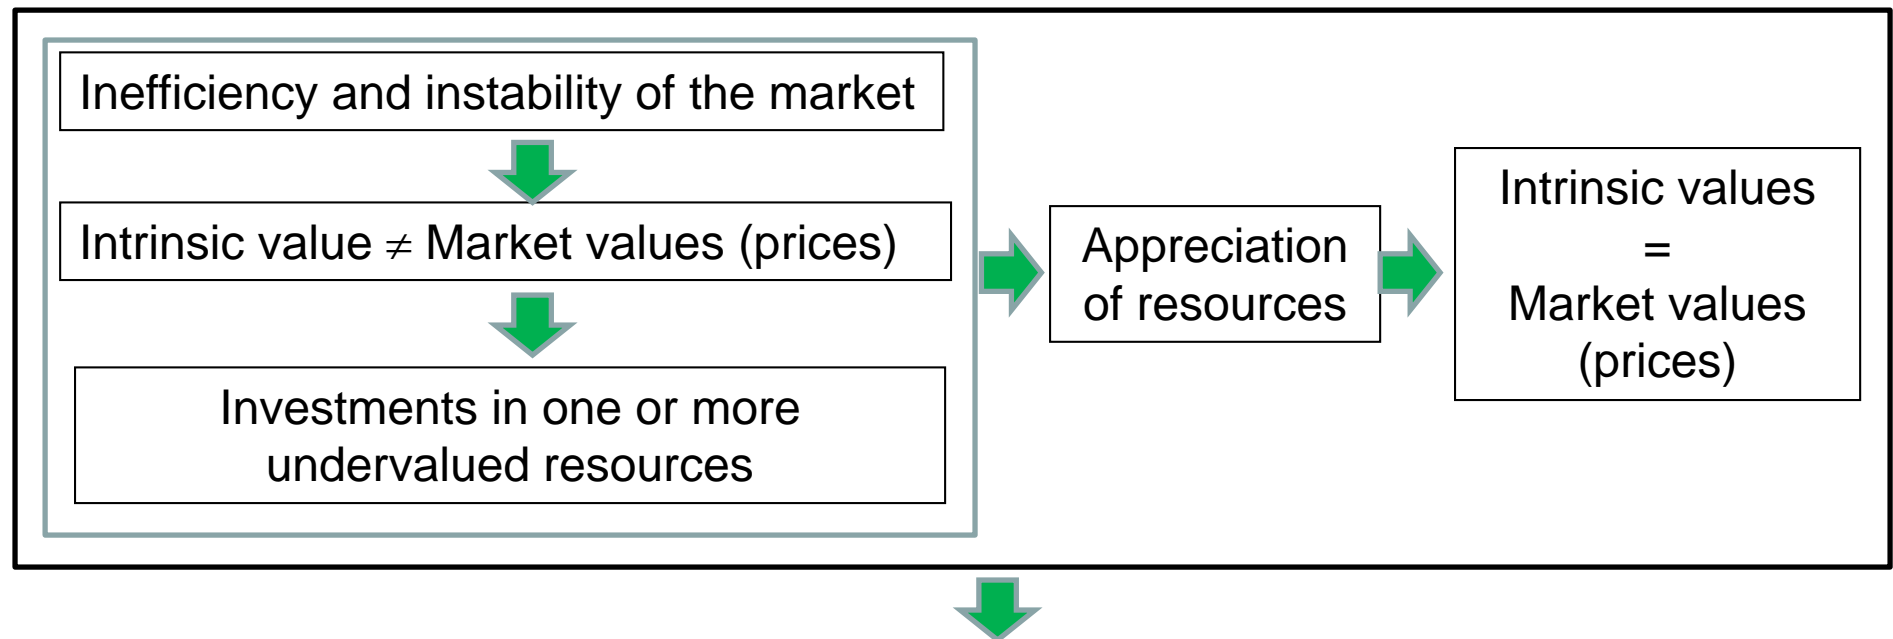 Inefficiency and instability of the market
Intrinsic value ≠ Market values (prices)
Investments in one or more
undervalued resources
Appreciation
of resources
Intrinsic values
=
Market values
(prices)